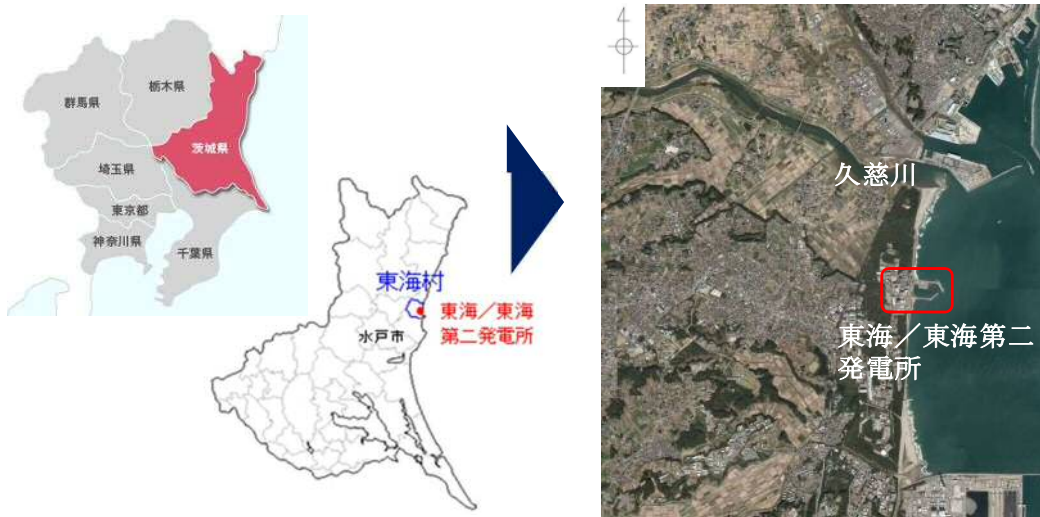 栃木県
群馬県
茨城県
埼玉県
東京都
神奈川県
千葉県
東海村
東海／東海
第二発電所
水戸市
久慈川
東海／東海第二
発電所